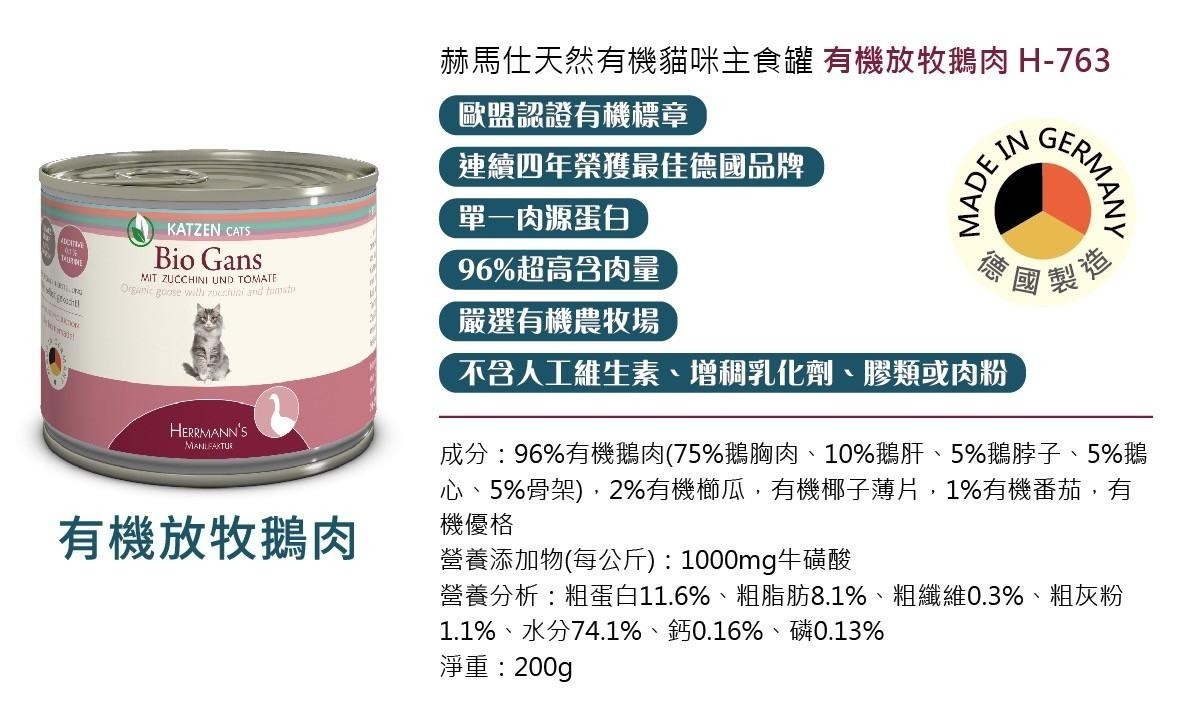 赫馬仕天然有機貓咪主食罐 有機放牧鵝肉 H-763
歐盟認證有機標章
連續四年榮獲最佳德國品牌
單一肉源蛋白
96%超高含肉量
嚴選有機農牧場
不含人工維生素、增稠乳化劑、膠類或肉粉
MADE IN GERMANY
德國製造
KATZEN CATS
Bio Gans
MIT ZUCCHINI UND TOMATE
Organic goose with zucchini and tomato
ADDITIVE
0,1 %
TAURINE
HERRMANN'S
MANUFAKTUR
有機放牧鵝肉
成分：96%有機鵝肉(75%鵝胸肉、10%鵝肝、5%鵝脖子、5%鵝
心、5%骨架)，2%有機櫛瓜，有機椰子薄片，1%有機番茄，有
機優格
營養添加物(每公斤)：1000mg牛磺酸
營養分析：粗蛋白11.6%、粗脂肪8.1%、粗纖維0.3%、粗灰粉
1.1%、水分74.1%、鈣0.16%、磷0.13%
淨重：200g